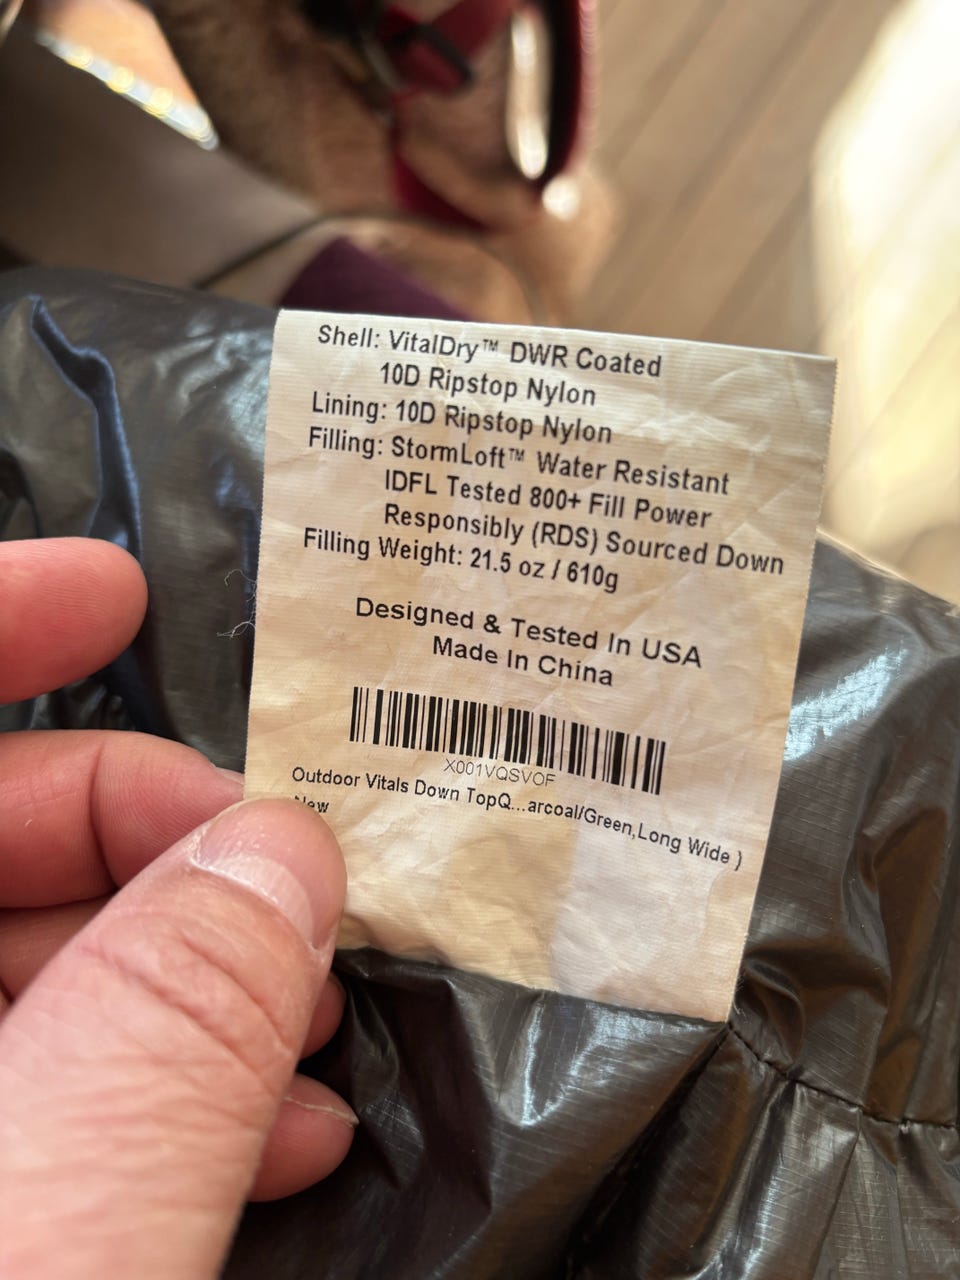 Shell: VitalDry™ DWR Coated
10D Ripstop Nylon
Lining: 10D Ripstop Nylon
Filling: StormLoft™ Water Resistant
IDFL Tested 800+ Fill Power
Responsibly (RDS) Sourced Down
Filling Weight: 21.5 oz / 610g
Designed & Tested In USA
Made In China
X001VQSVOF
Outdoor Vitals Down TopQ...arcoal/Green,Long Wide )
New